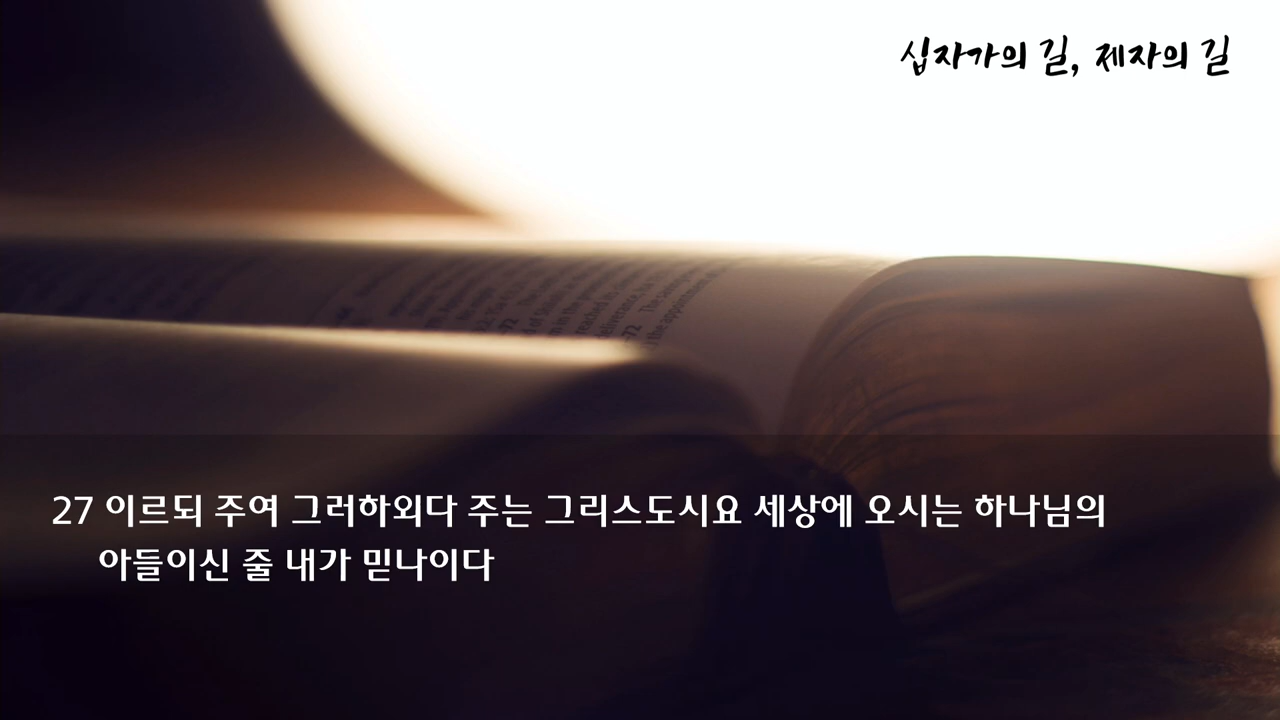 십자가의 길, 제자의 길
27 이르되 주여 그러하외다 주는 그리스도시요 세상에 오시는 하나님의
아들이신 줄 내가 믿나이다